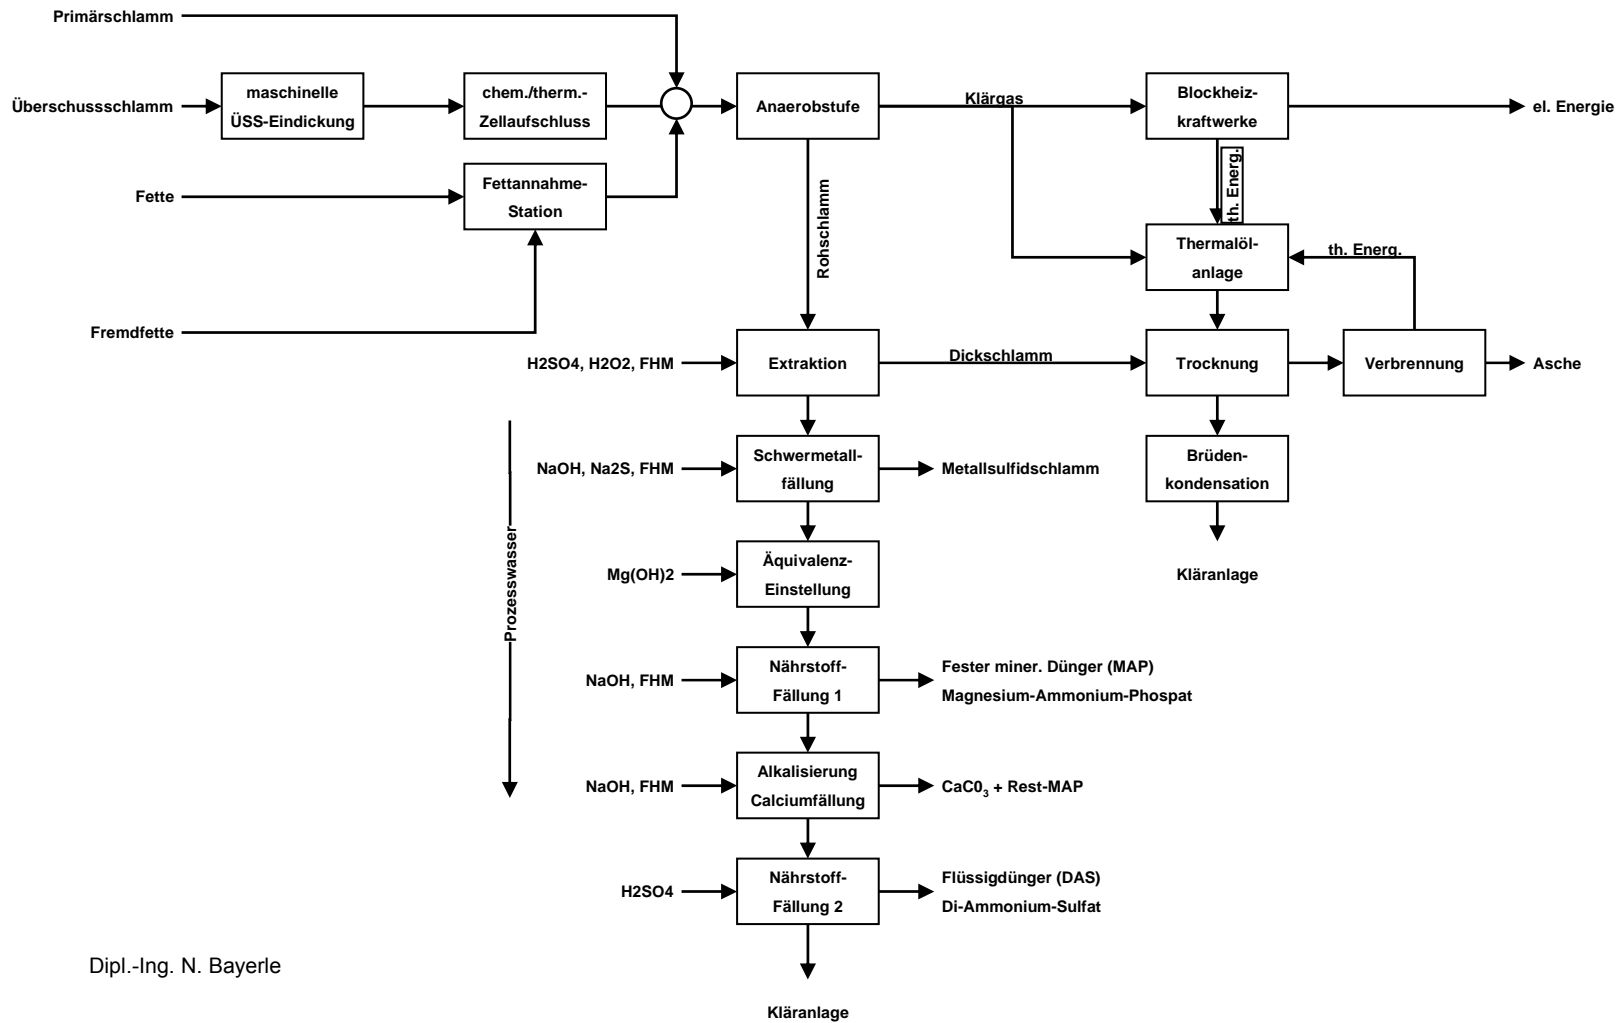 Primärschlamm
Überschussschlamm
maschinelle
ÜSS-Eindickung
chem./therm.-
Zellaufschluss
Anaerobstufe
Klärgas
Blockheiz-
kraftwerke
el. Energie
Fette
Fettannahme-
Station
Rohschlamm
th. Energ.
Thermalöl-
anlage
th. Energ.
Fremdfette
H2SO4, H2O2, FHM
Extraktion
Dickschlamm
Trocknung
Verbrennung
Asche
Prozesswasser
NaOH, Na2S, FHM
Schwermetall-
fällung
Metallsulfidschlamm
Brüden-
kondensation
Mg(OH)2
Äquivalenz-
Einstellung
Kläranlage
NaOH, FHM
Nährstoff-
Fällung 1
Fester miner. Dünger (MAP)
Magnesium-Ammonium-Phospat
NaOH, FHM
Alkalisierung
Calciumfällung
CaC0₃ + Rest-MAP
H2SO4
Nährstoff-
Fällung 2
Flüssigdünger (DAS)
Di-Ammonium-Sulfat
Dipl.-Ing. N. Bayerle
Kläranlage